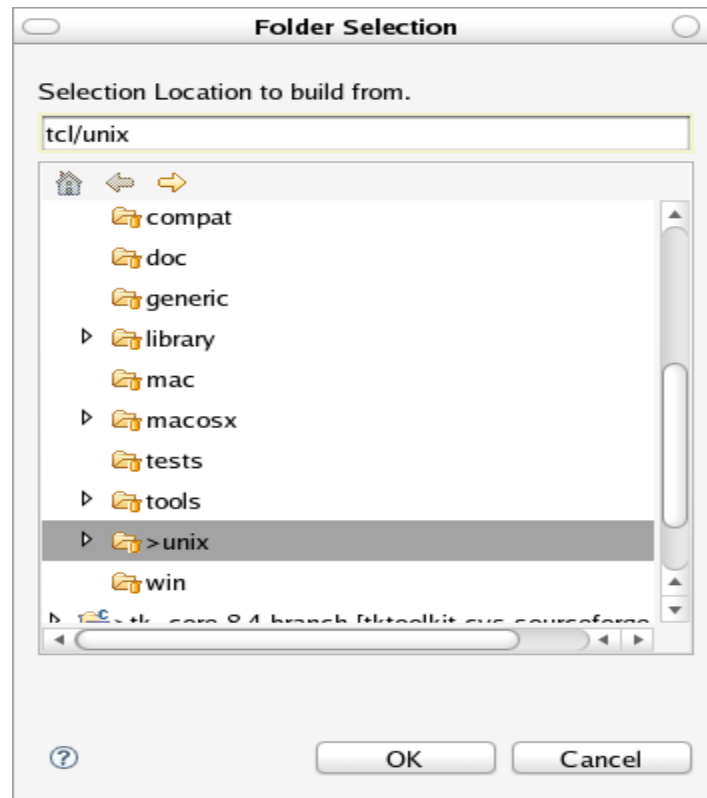 Folder Selection
Selection Location to build from.
tcl/unix
compat
doc
generic
library
mac
macosx
tests
tools
>unix
win
OK
Cancel